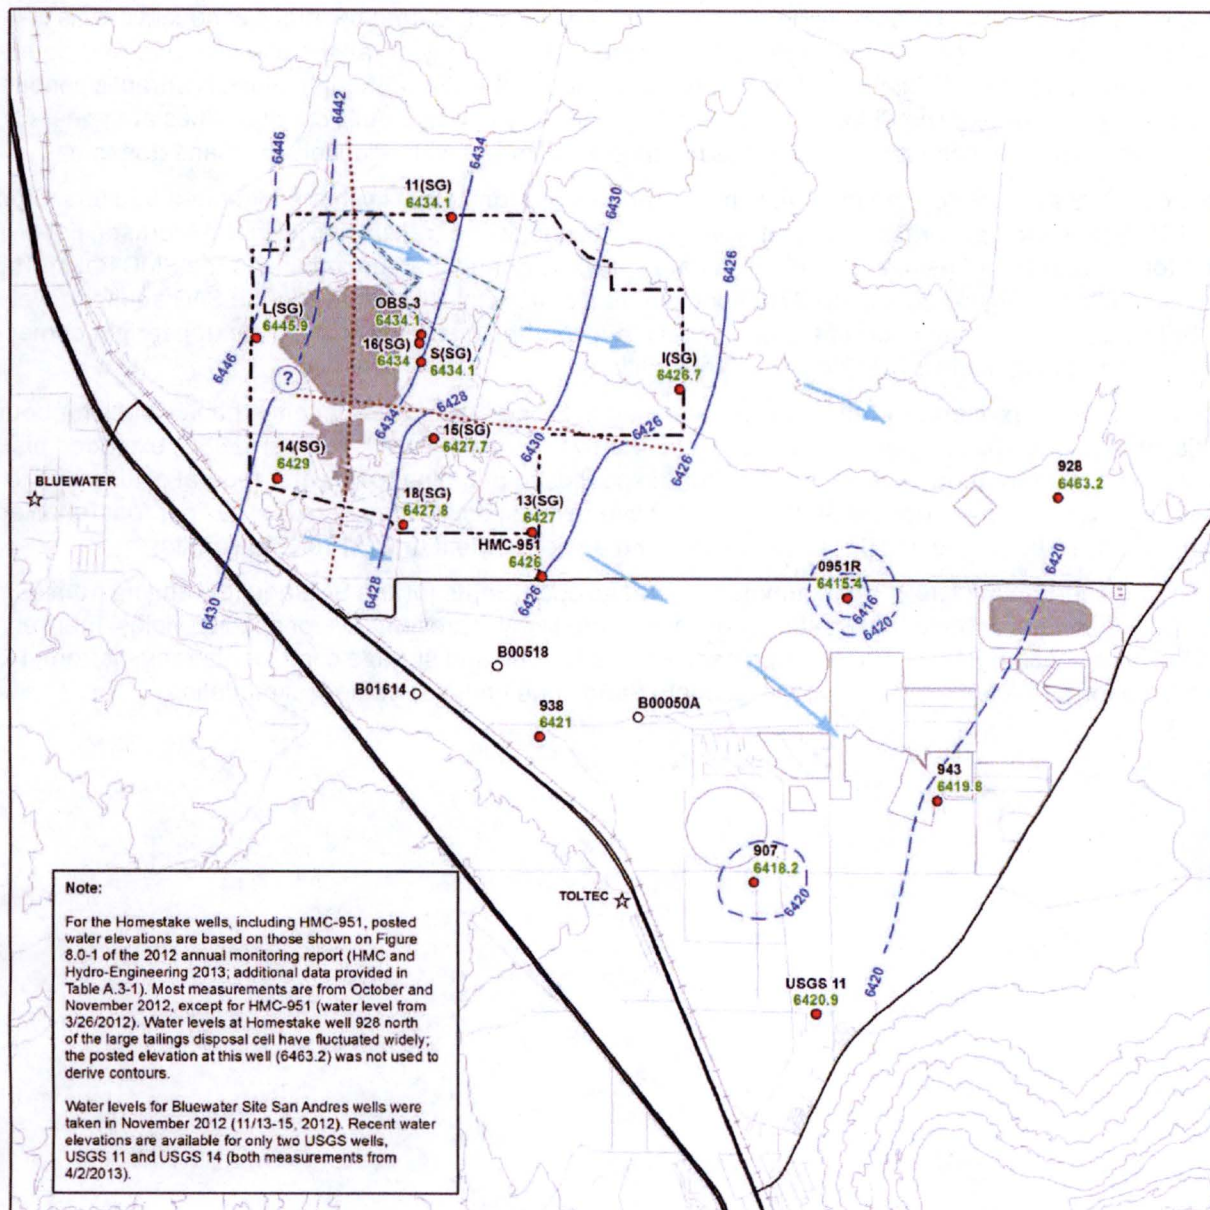 6446
6442
6434
6430
6426
11(SG)
6434.1
L(SG)
6445.9
OBS-3
6434.1
16(SG)
6434
S(SG)
6434.1
I(SG)
6426.7
6446
?
6434
6428
6430
6426
6426
15(SG)
6427.7
14(SG)
6429
18(SG)
6427.8
13(SG)
6427
HMC-951
6426
6426
6430
6428
BLUEWATER
928
6463.2
0951R
6415.4
6416
6420
6420
B00518
B01614
B00050A
938
6421
943
6419.8
907
6418.2
6420
TOLTEC
USGS 11
6420.9
6420
Note:
For the Homestake wells, including HMC-951, posted
water elevations are based on those shown on Figure
8.0-1 of the 2012 annual monitoring report (HMC and
Hydro-Engineering 2013; additional data provided in
Table A.3-1). Most measurements are from October and
November 2012, except for HMC-951 (water level from
3/26/2012). Water levels at Homestake well 928 north
of the large tailings disposal cell have fluctuated widely;
the posted elevation at this well (6463.2) was not used to
derive contours.
Water levels for Bluewater Site San Andres wells were
taken in November 2012 (11/13-15, 2012). Recent water
elevations are available for only two USGS wells,
USGS 11 and USGS 14 (both measurements from
4/2/2013).